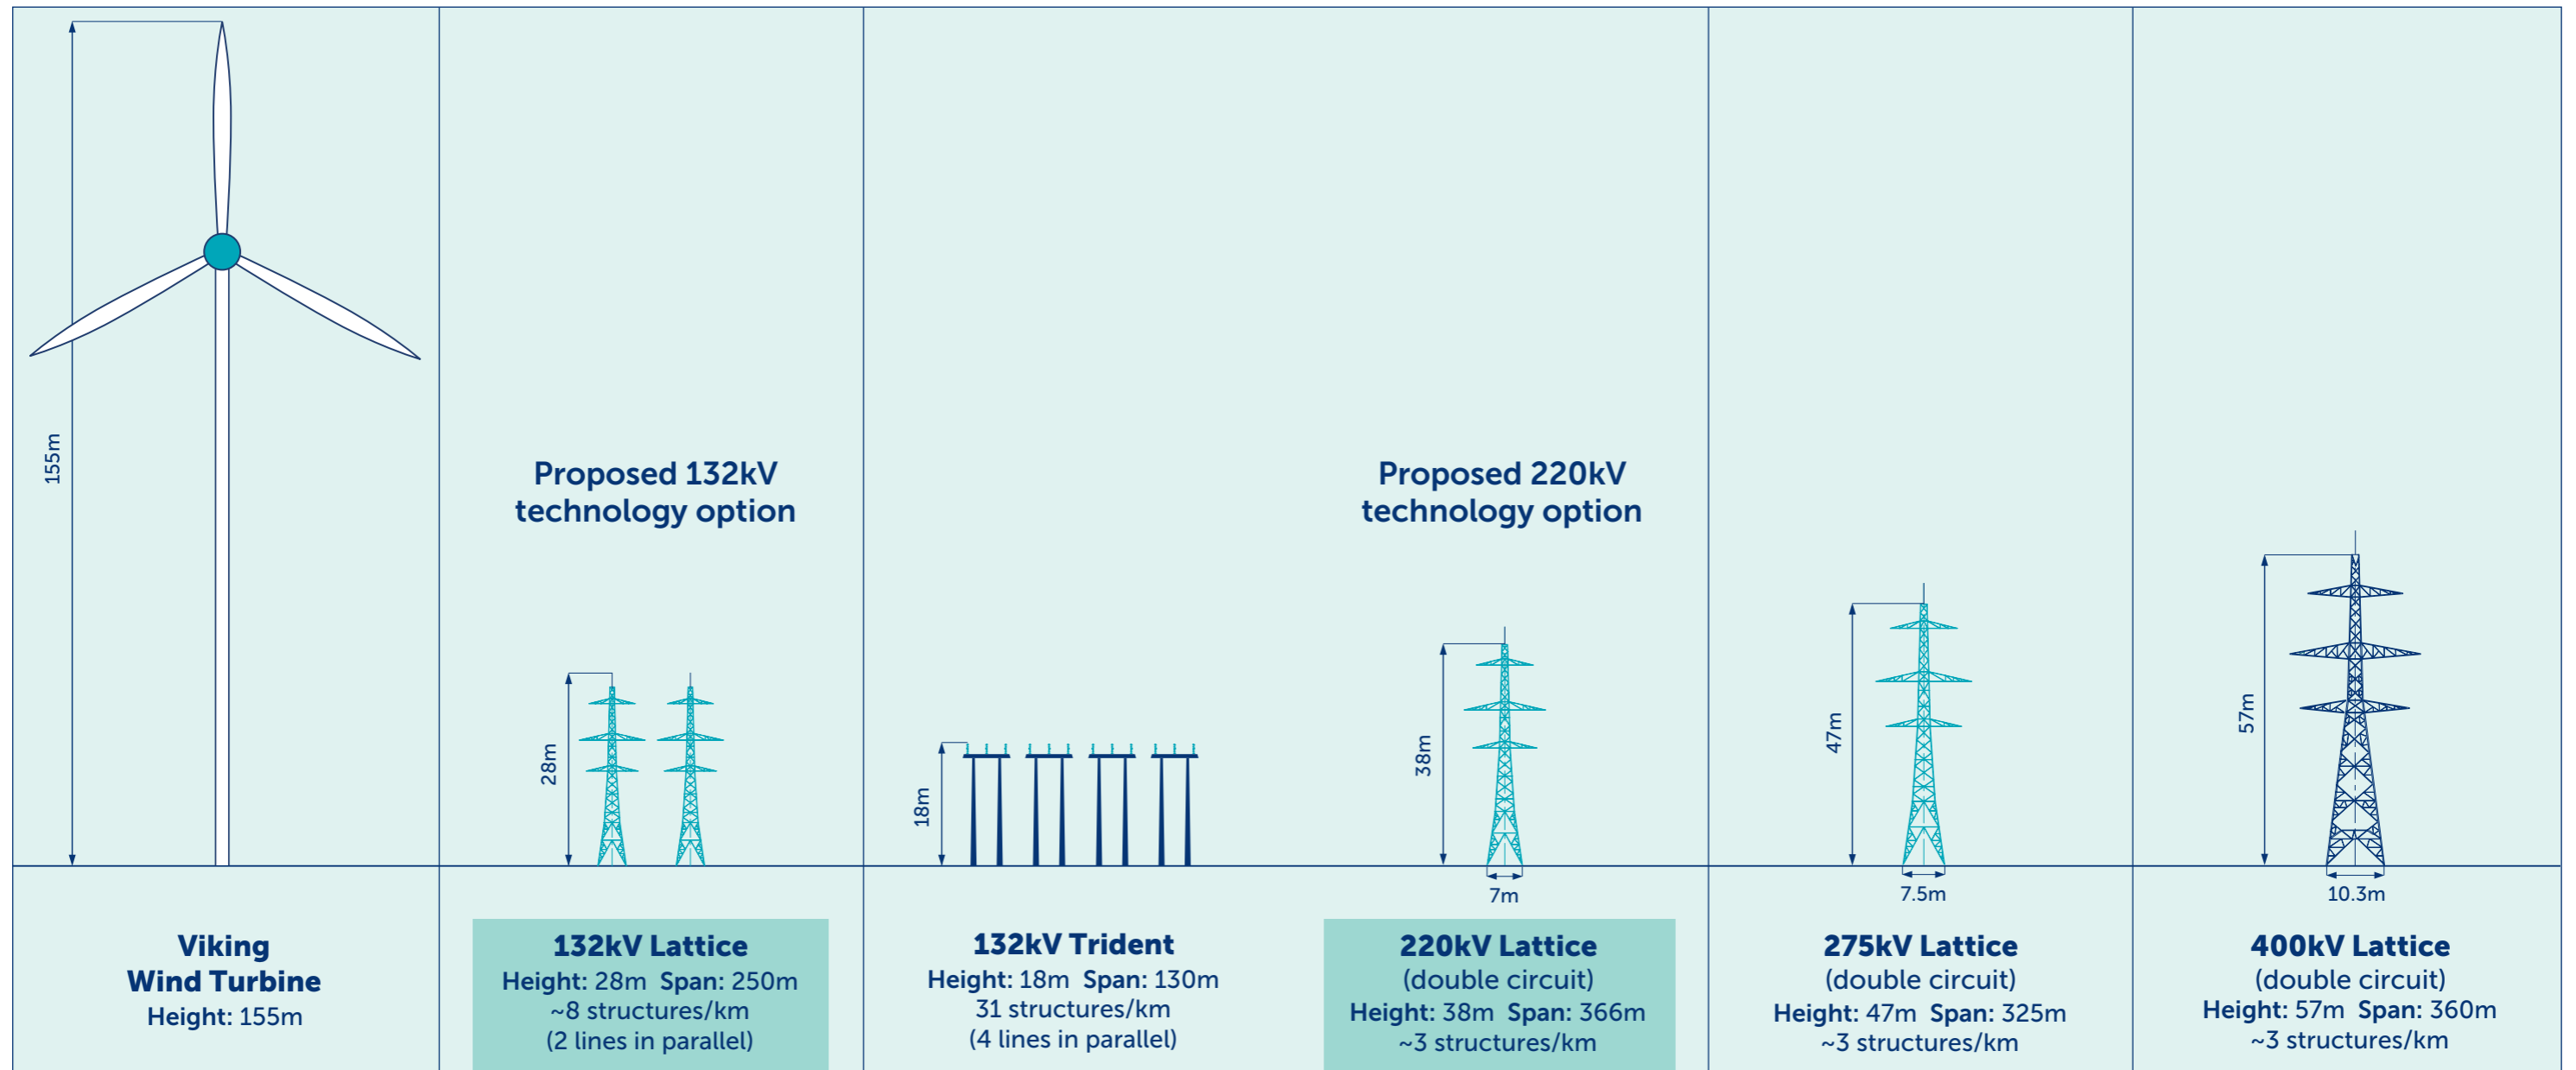 155m
Proposed 132kV
technology option
28m
18m
Proposed 220kV
technology option
38m
7m
47m
7.5m
57m
10.3m
Viking
Wind Turbine
Height: 155m
132kV Lattice
Height: 28m Span: 250m
~8 structures/km
(2 lines in parallel)
132kV Trident
Height: 18m Span: 130m
31 structures/km
(4 lines in parallel)
220kV Lattice
(double circuit)
Height: 38m Span: 366m
~3 structures/km
275kV Lattice
(double circuit)
Height: 47m Span: 325m
~3 structures/km
400kV Lattice
(double circuit)
Height: 57m Span: 360m
~3 structures/km